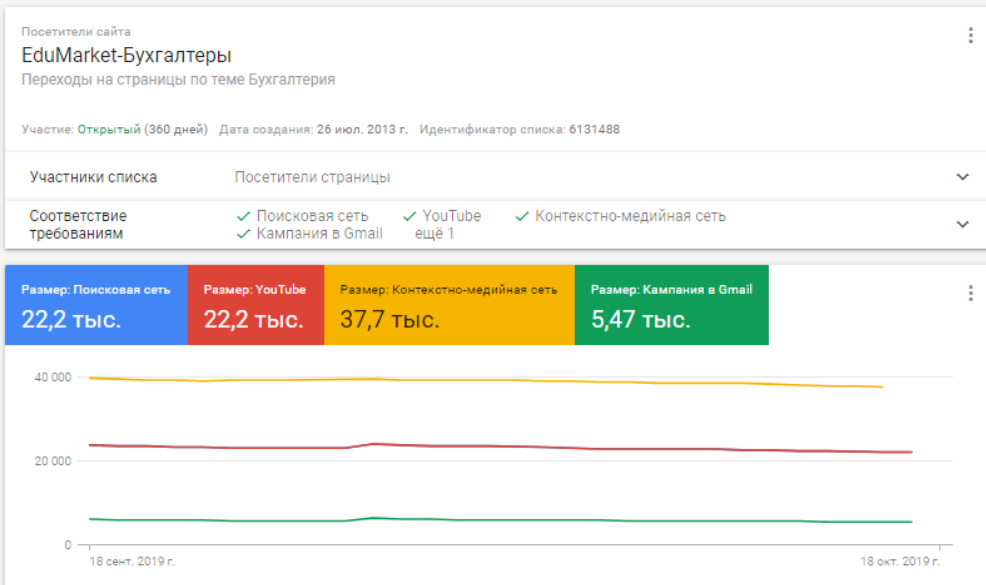 Посетители сайта
EduMarket-Бухгалтеры
Переходы на страницы по теме Бухгалтерия
Участие: Открытый (360 дней) Дата создания: 26 июл. 2013 г. Идентификатор списка: 6131488
Участники списка Посетители страницы
Соответствие требованиям
Поисковая сеть YouTube Контекстно-медийная сеть
Кампания в Gmail ещё 1
Размер: Поисковая сеть Размер: YouTube Размер: Контекстно-медийная сеть Размер: Кампания в Gmail
22,2 тыс. 22,2 тыс. 37,7 тыс. 5,47 тыс.
40 000
20 000
0
18 сент. 2019 г. 18 окт. 2019 г.